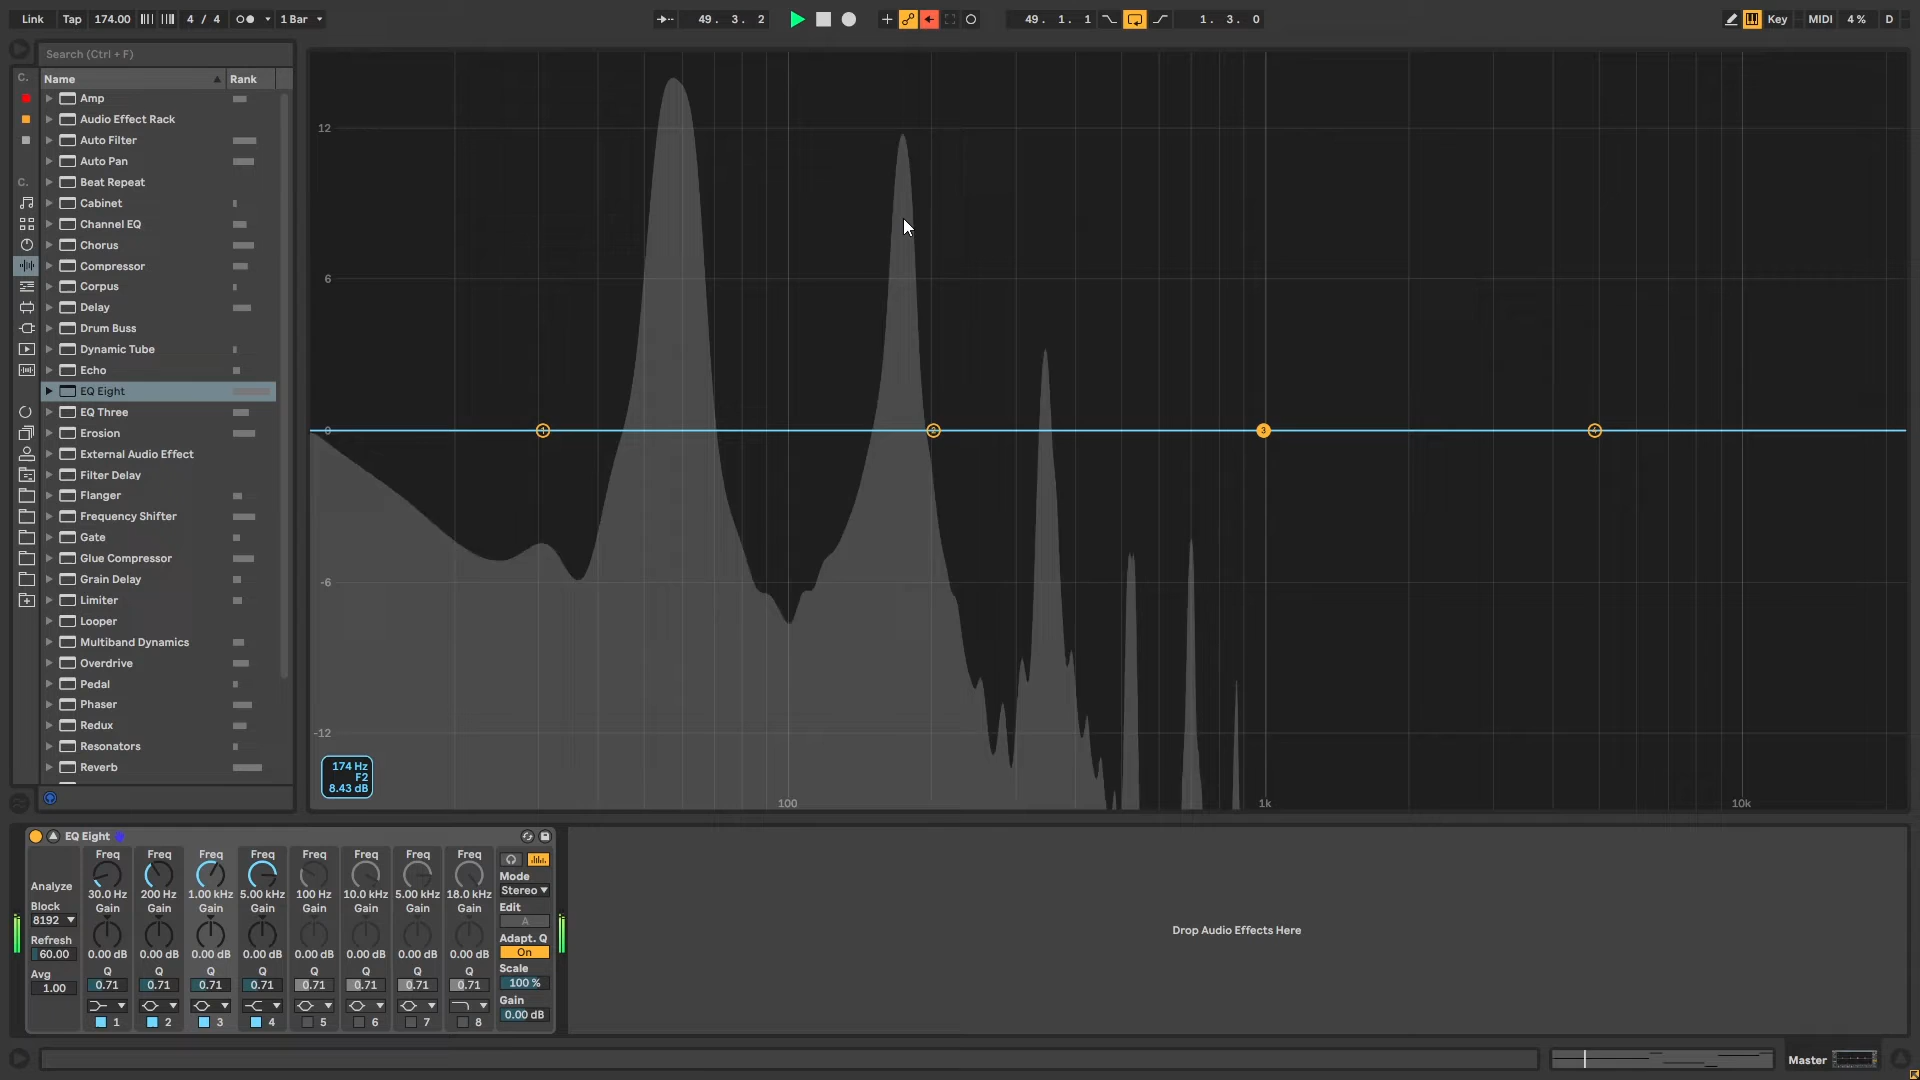 Link Tap 174.00 4 / 4 1 Bar 49. 3. 2 49. 1. 1 1. 3. 0 Key MIDI 4 % D
Search (Ctrl + F)
C. Name Rank
Amp
Audio Effect Rack
Auto Filter
Auto Pan
C. Beat Repeat
Cabinet
Channel EQ
Chorus
Compressor
Corpus
Delay
Drum Buss
Dynamic Tube
Echo
EQ Eight
EQ Three
Erosion
External Audio Effect
Filter Delay
Flanger
Frequency Shifter
Gate
Glue Compressor
Grain Delay
Limiter
Looper
Multiband Dynamics
Overdrive
Pedal
Phaser
Redux
Resonators
Reverb
12
6
0
1 2 3 4
-6
-12
174 Hz
F2
8.43 dB
100 1k 10k
EQ Eight
Freq Freq Freq Freq Freq Freq Freq Freq
Mode
Analyze
Stereo
30.0 Hz 200 Hz 1.00 kHz 5.00 kHz 100 Hz 10.0 kHz 5.00 kHz 18.0 kHz
Block
Gain Gain Gain Gain Gain Gain Gain Gain
Edit
8192
A
Refresh
Adapt. Q
60.00
0.00 dB 0.00 dB 0.00 dB 0.00 dB 0.00 dB 0.00 dB 0.00 dB 0.00 dB
On
Avg
Q Q Q Q Q Q Q Q
Scale
1.00
0.71 0.71 0.71 0.71 0.71 0.71 0.71 0.71
100 %
Gain
0.00 dB
1 2 3 4 5 6 7 8
Drop Audio Effects Here
Master